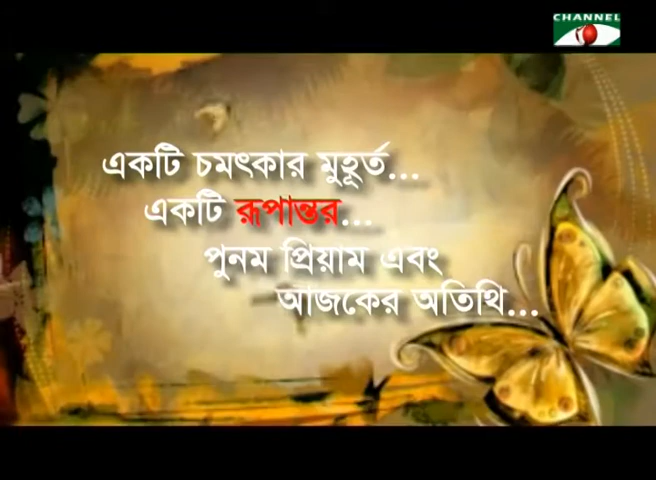 CHANNEL
একটি চমৎকার মুহূর্ত...
একটি রূপান্তর...
পুনম প্রিয়াম এবং
আজকের অতিথি...